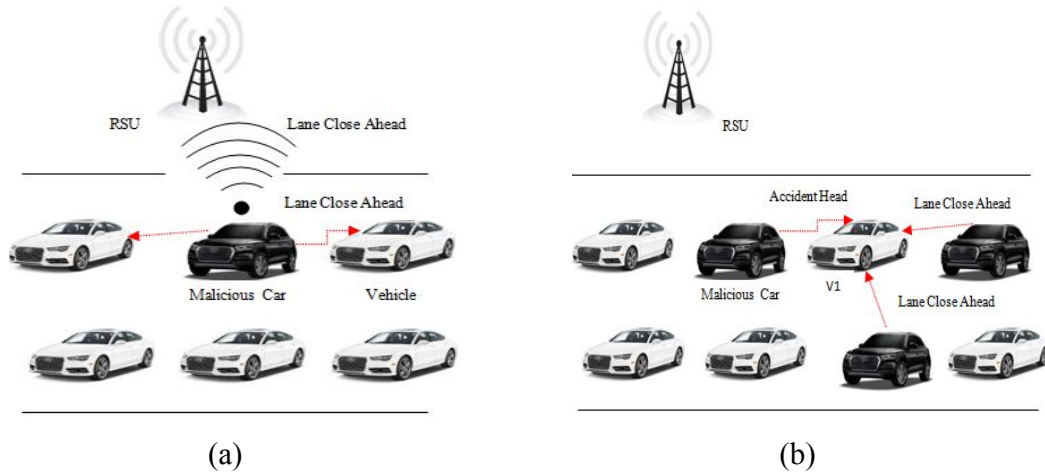 RSU
Lane Close Ahead
Lane Close Ahead
Malicious Car
Vehicle
(a)
RSU
Accident Head
Lane Close Ahead
Malicious Car
V1
Lane Close Ahead
(b)